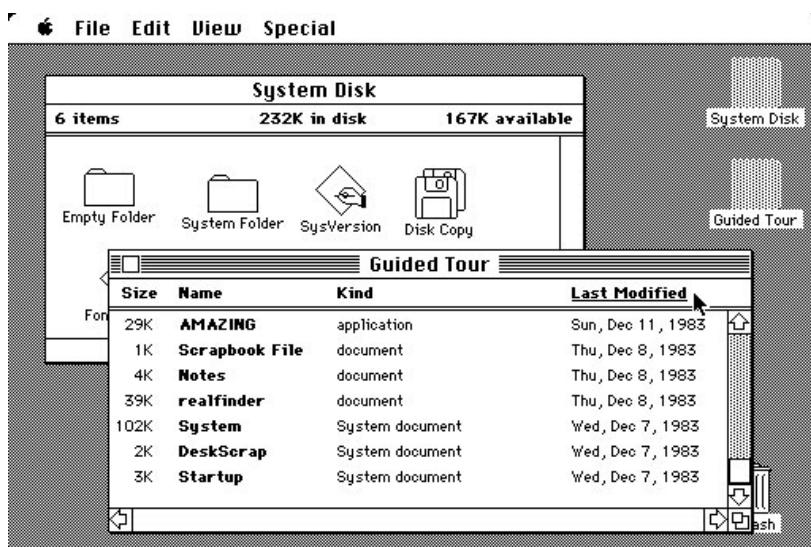 File Edit View Special
System Disk
6 items 232K in disk 167K available
Empty Folder System Folder SysVersion Disk Copy
System Disk
Guided Tour
Guided Tour
Size Name Kind Last Modified
29K AMAZING application Sun, Dec 11, 1983
1K Scrapbook File document Thu, Dec 8, 1983
4K Notes document Thu, Dec 8, 1983
39K realfinder document Thu, Dec 8, 1983
102K System System document Wed, Dec 7, 1983
2K DeskScrap System document Wed, Dec 7, 1983
3K Startup System document Wed, Dec 7, 1983